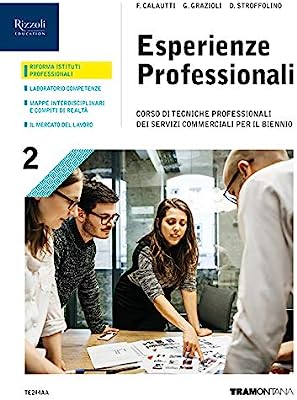 F. CALAUTTI G. GRAZIOLI D. STROFFOLINO
Rizzoli
EDUCATION
Esperienze
Professionali
RIFORMA ISTITUTI
PROFESSIONALI
LABORATORIO COMPETENZE
MAPPE INTERDISCIPLINARI
E COMPITI DI REALTÀ
IL MERCATO DEL LAVORO
CORSO DI TECNICHE PROFESSIONALI
DEI SERVIZI COMMERCIALI PER IL BIENNIO
2
TE244AA
TRAMONTANA